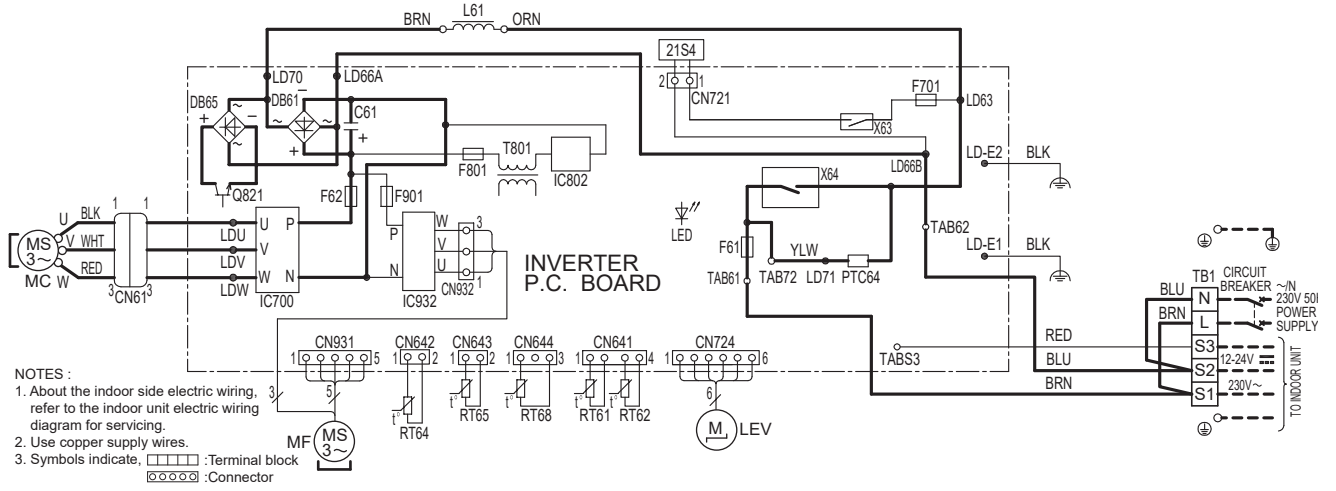 BRN L61 ORN
21S4
LD70 LD66A
2 1
CN721
F701
LD63
DB65
DB61
~
~
+ −
~
−
~ ~
+
C61
+
X63
T801
F801
IC802
LD66B
LD-E2 BLK
Q821
F62
F901
X64
LED
TAB62
U BLK 1 1
MS
3~
V WHT
RED
MC W
3 3
CN61
LDU
LDV
LDW
U P
V
W N
IC700
P
N
W
V
U
IC932
3
1
CN932
INVERTER
P.C. BOARD
F61
YLW
TAB61
TAB72 LD71 PTC64
LD-E1 BLK
TB1
CIRCUIT
BREAKER
~/N
230V 50
POWER
SUPPLY
BLU
BRN
N
L
S3
S2
S1
12-24V
230V~
TO INDOOR UNIT
RED
BLU
BRN
TABS3
CN931
1 5
CN642
1 2
CN643
1 2
CN644
1 3
CN641
1 4
CN724
1 6
3
5
6
t° t° t° t° t°
RT64
RT65
RT68
RT61
RT62
MF
MS
3~
M
LEV
NOTES :
1. About the indoor side electric wiring,
refer to the indoor unit electric wiring
diagram for servicing.
2. Use copper supply wires.
3. Symbols indicate, :Terminal block
:Connector